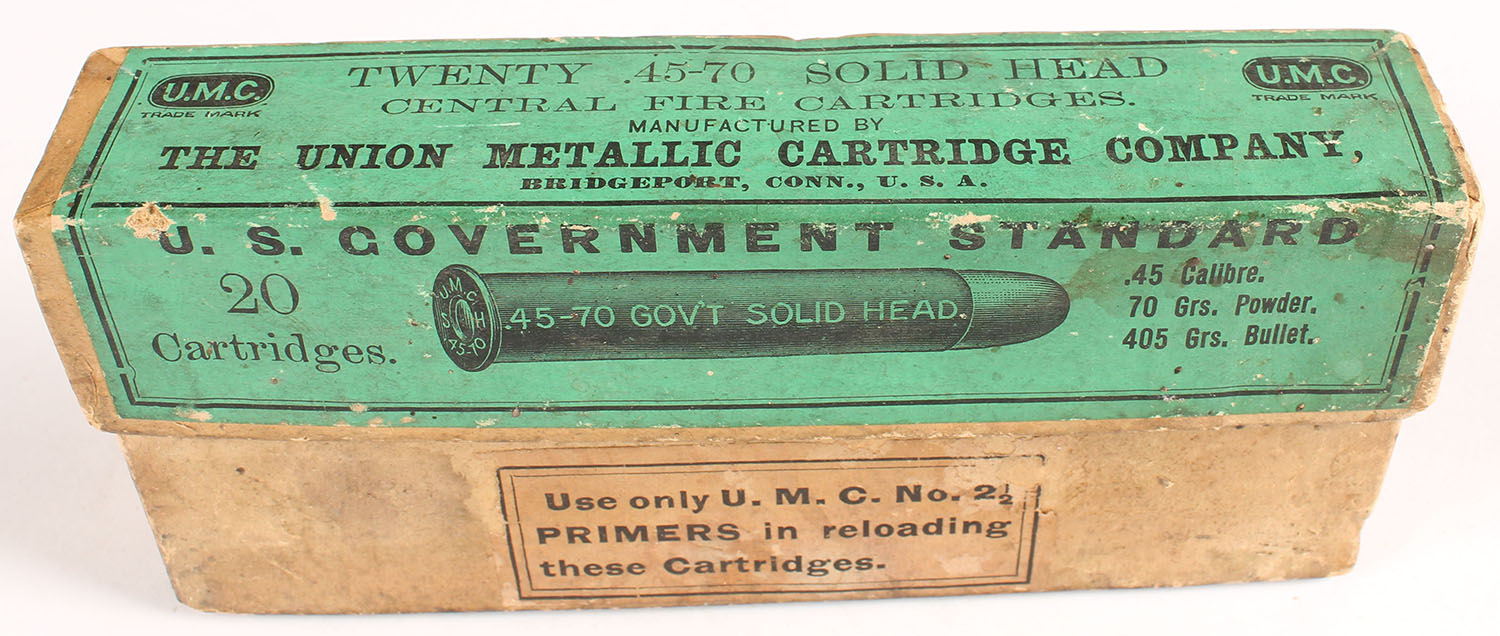 U.M.C.
TRADE MARK
TWENTY .45-70 SOLID HEAD
CENTRAL FIRE CARTRIDGES.
MANUFACTURED BY
THE UNION METALLIC CARTRIDGE COMPANY,
BRIDGEPORT, CONN., U. S. A.
U.M.C.
TRADE MARK
U. S. GOVERNMENT STANDARD
20
Cartridges.
U.M.C.
S H
45-70
.45-70 GOV'T SOLID HEAD.
.45 Calibre.
70 Grs. Powder.
405 Grs. Bullet.
Use only U. M. C. No. 2½
PRIMERS in reloading
these Cartridges.